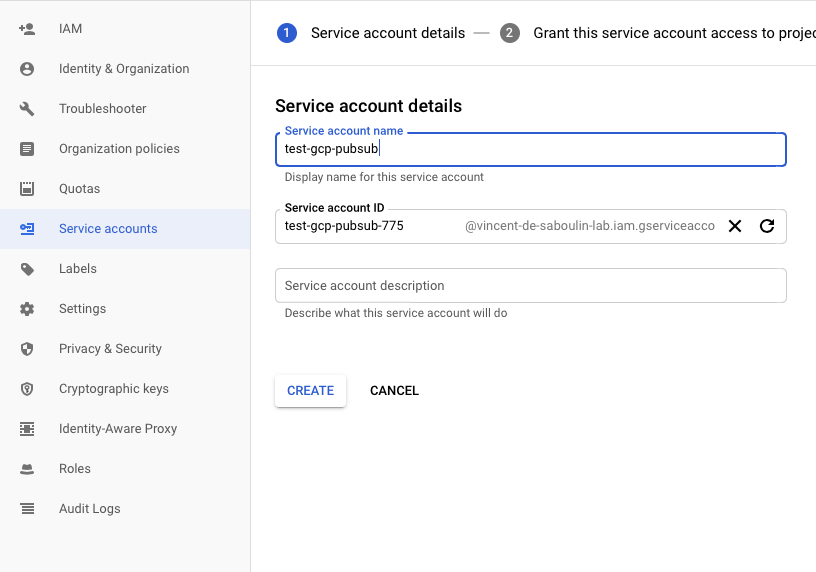 IAM
Identity & Organization
Troubleshooter
Organization policies
Quotas
Service accounts
Labels
Settings
Privacy & Security
Cryptographic keys
Identity-Aware Proxy
Roles
Audit Logs
1 Service account details — 2 Grant this service account access to projec
Service account details
Service account name
test-gcp-pubsub
Display name for this service account
Service account ID
test-gcp-pubsub-775 @vincent-de-saboulin-lab.iam.gserviceacco
Service account description
Describe what this service account will do
CREATE CANCEL